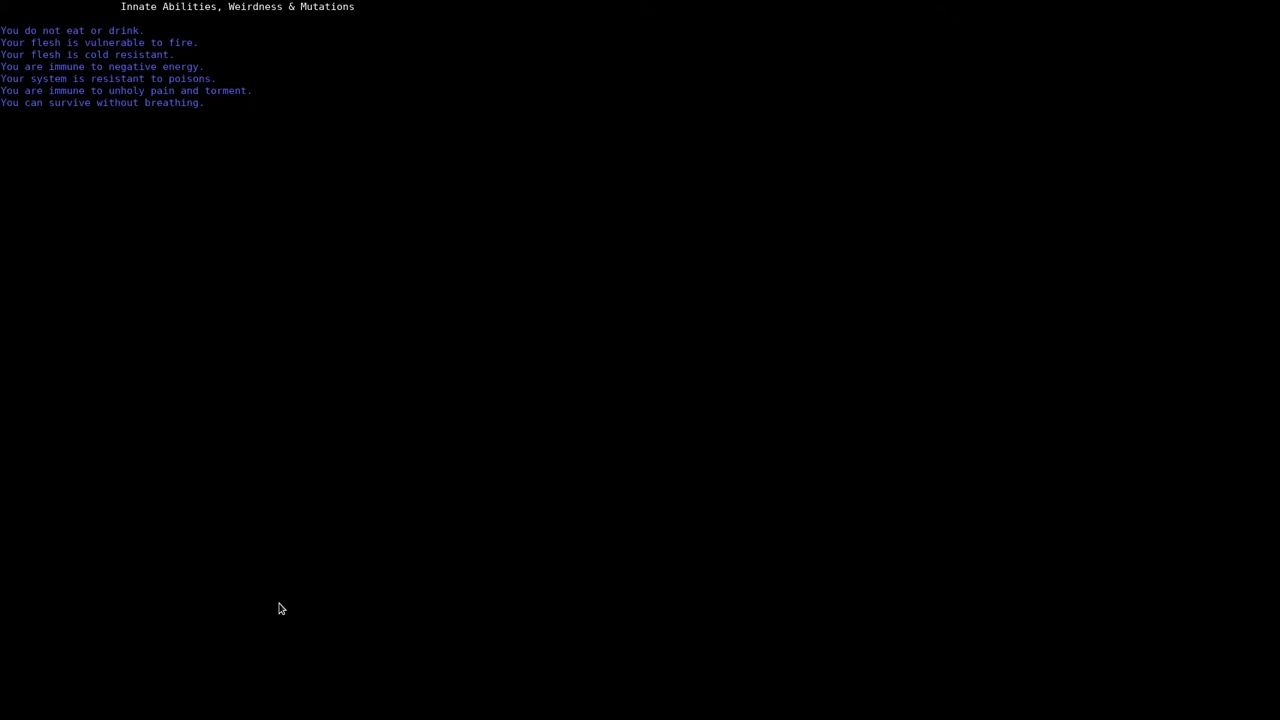 Innate Abilities, Weirdness & Mutations
You do not eat or drink.
Your flesh is vulnerable to fire.
Your flesh is cold resistant.
You are immune to negative energy.
Your system is resistant to poisons.
You are immune to unholy pain and torment.
You can survive without breathing.